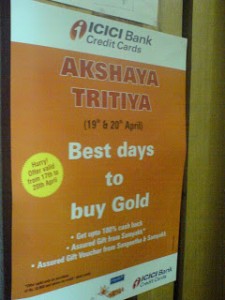 ICICI Bank
Credit Cards
AKSHAYA
TRITIYA
(19th & 20th April)
Hurry!
Offer valid
from 17th to
20th April
Best days
to
buy Gold
• Get upto 100% cash back
• Assured Gift from
• Assured Gift Voucher from
ICICI Bank
Credit Cards